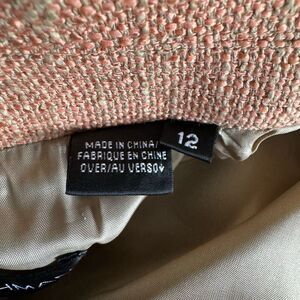 MADE IN CHINA/
FABRIQUE EN CHINE
OVER/AU VERSO↓
12